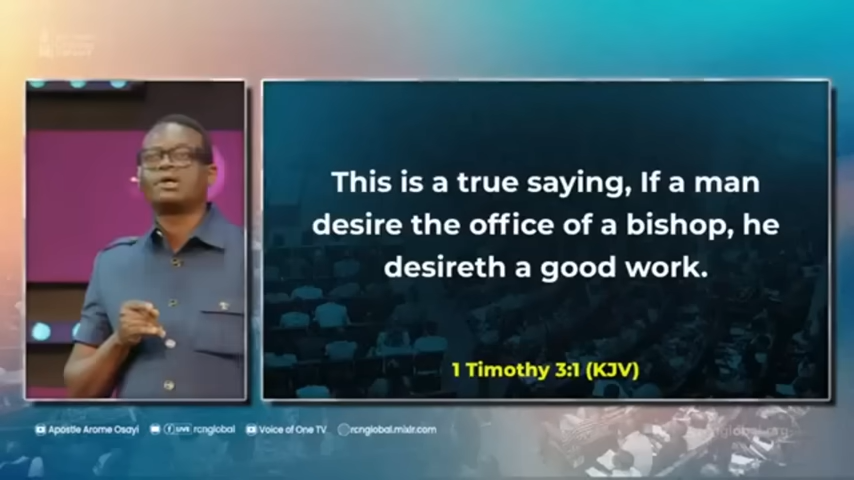 This is a true saying, If a man
desire the office of a bishop, he
desireth a good work.
1 Timothy 3:1 (KJV)
Apostle Arome Osayi LIVE rcnglobal Voice of One TV rcnglobal.mixlr.com